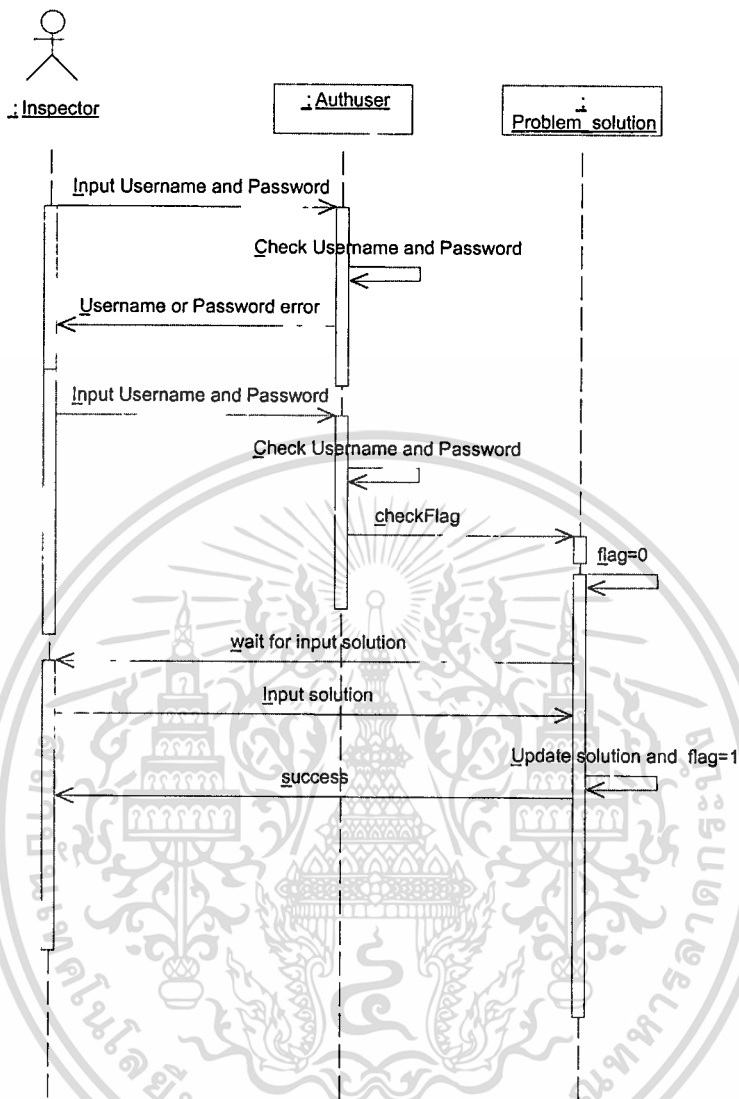 : Inspector
: Authuser
:
Problem_solution
Input Username and Password
Check Username and Password
Username or Password error
Input Username and Password
Check Username and Password
checkFlag
flag=0
wait for input solution
Input solution
Update solution and flag=1
success